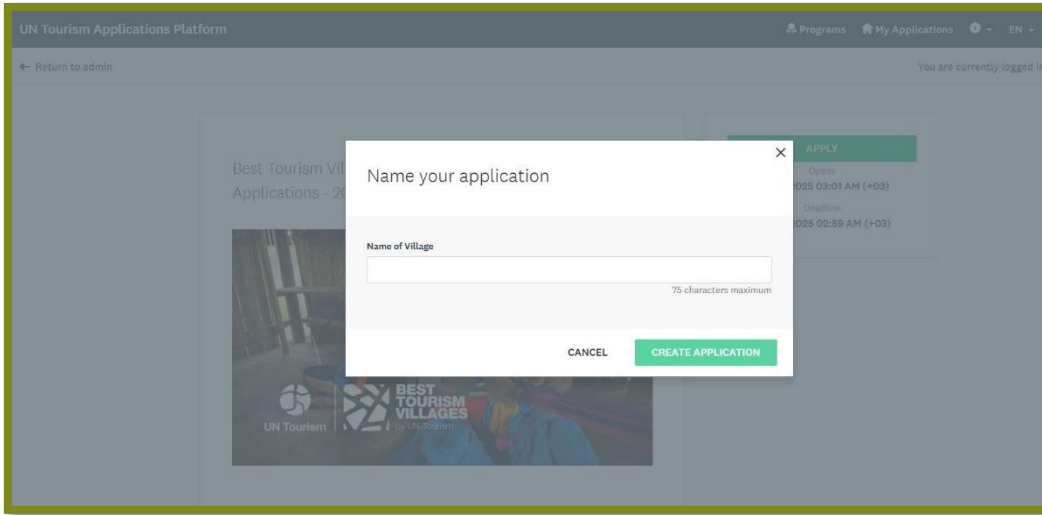 UN Tourism Applications Platform
Programs My Applications EN
← Return to admin
You are currently logged in
Best Tourism Vil
Applications - 20
APPLY
Opens
2025 03:01 AM (+03)
Deadline
2025 02:59 AM (+03)
Name your application
Name of Village
75 characters maximum
CANCEL CREATE APPLICATION
UN Tourism
BEST
TOURISM
VILLAGES
by UN Tourism